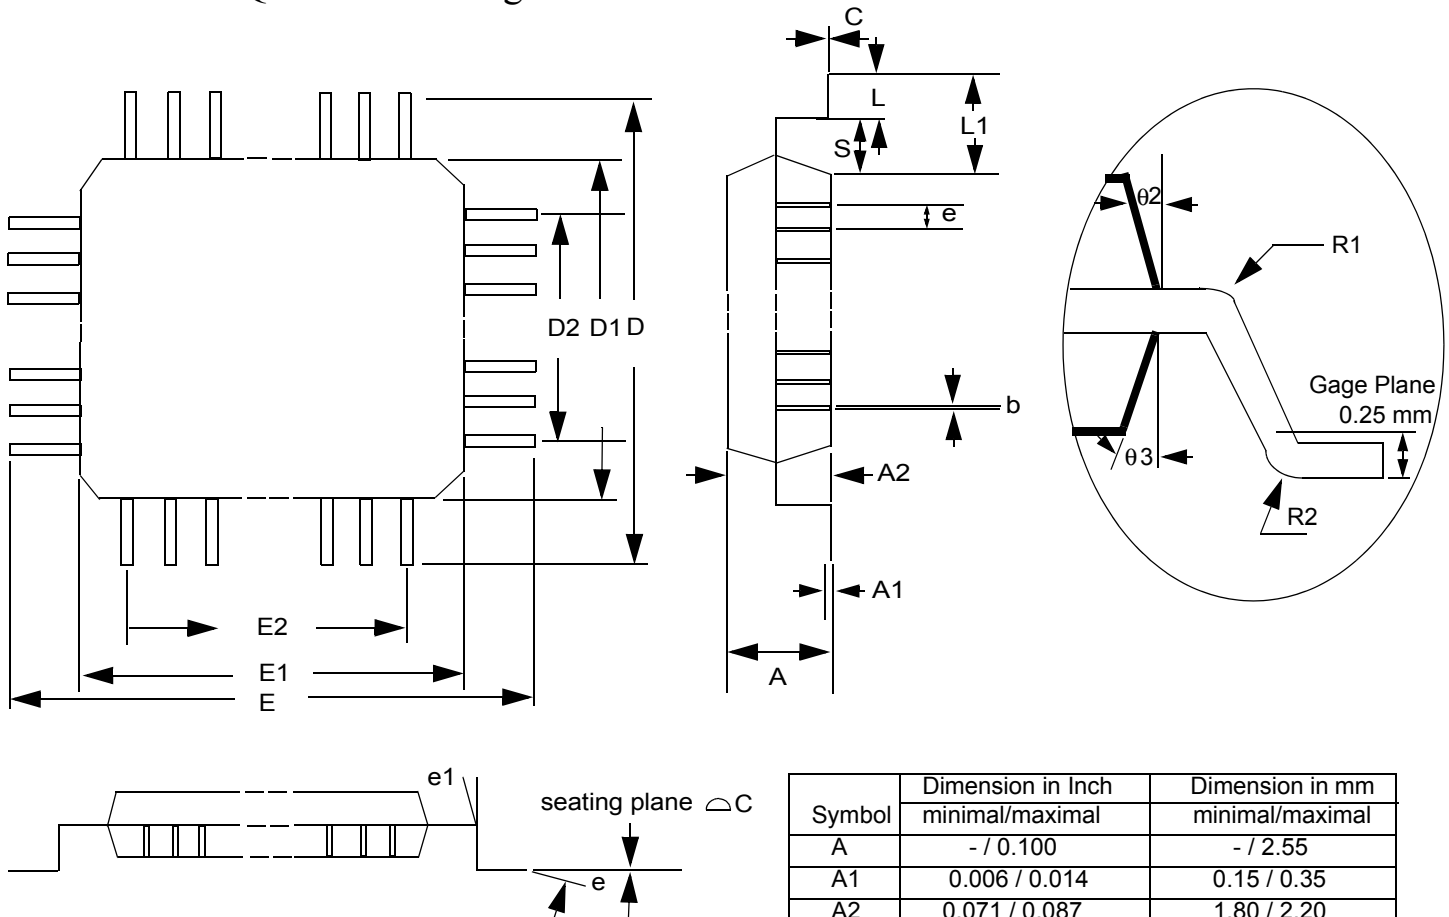 C
L
L1
S
e
θ2
R1
D2 D1 D
Gage Plane
0.25 mm
b
θ3
A2
R2
A1
E2
E1
A
E
e1
seating plane ⌓C
e
Dimension in Inch Dimension in mm
Symbol minimal/maximal minimal/maximal
A - / 0.100 - / 2.55
A1 0.006 / 0.014 0.15 / 0.35
A2 0.071 / 0.087 1.80 / 2.20